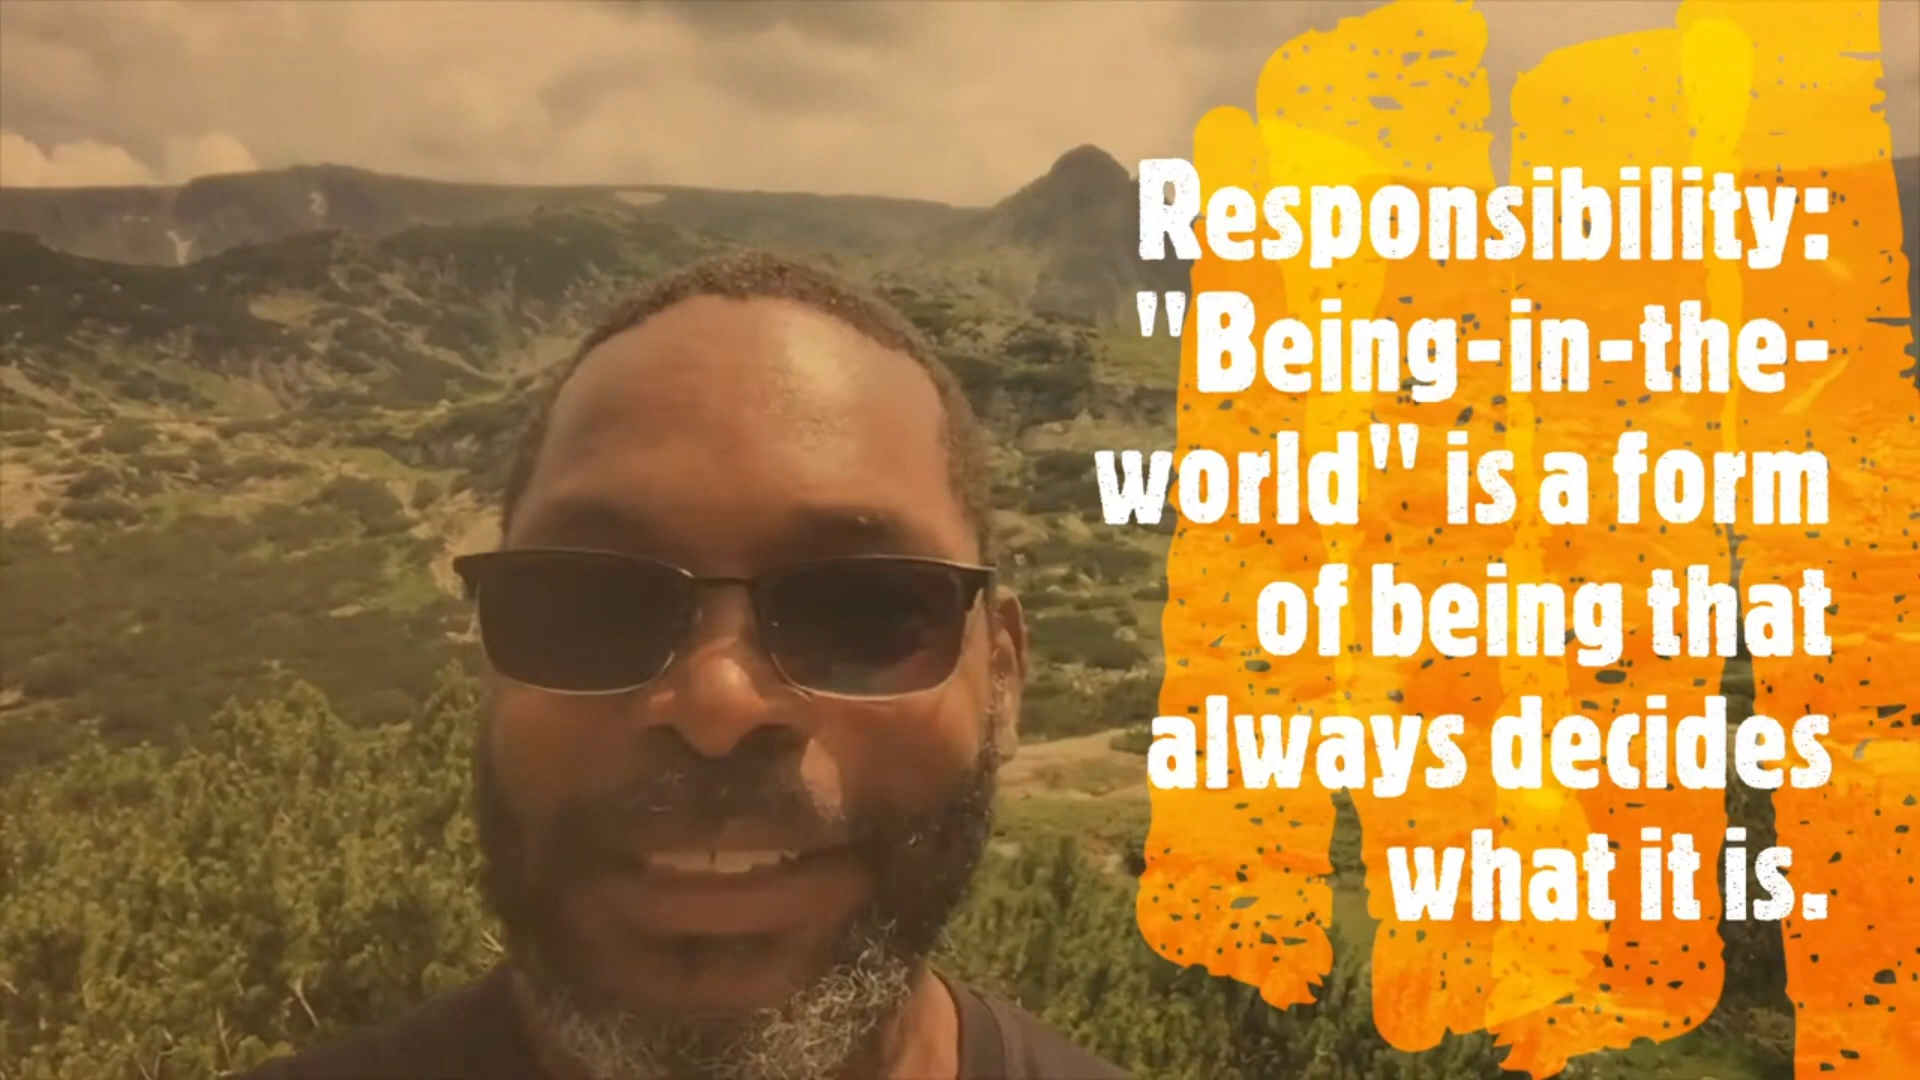 Responsibility:
"Being-in-the-
world" is a form
of being that
always decides
what it is.